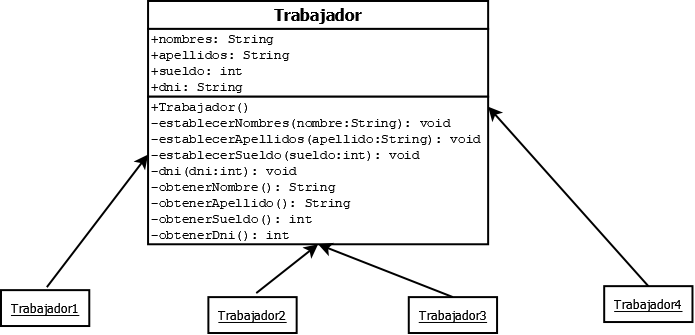 Trabajador
+nombres: String
+apellidos: String
+sueldo: int
+dni: String
+Trabajador()
-establecerNombres(nombre:String): void
-establecerApellidos(apellido:String): void
-establecerSueldo(sueldo:int): void
-dni(dni:int): void
-obtenerNombre(): String
-obtenerApellido(): String
-obtenerSueldo(): int
-obtenerDni(): int
Trabajador1
Trabajador2
Trabajador3
Trabajador4